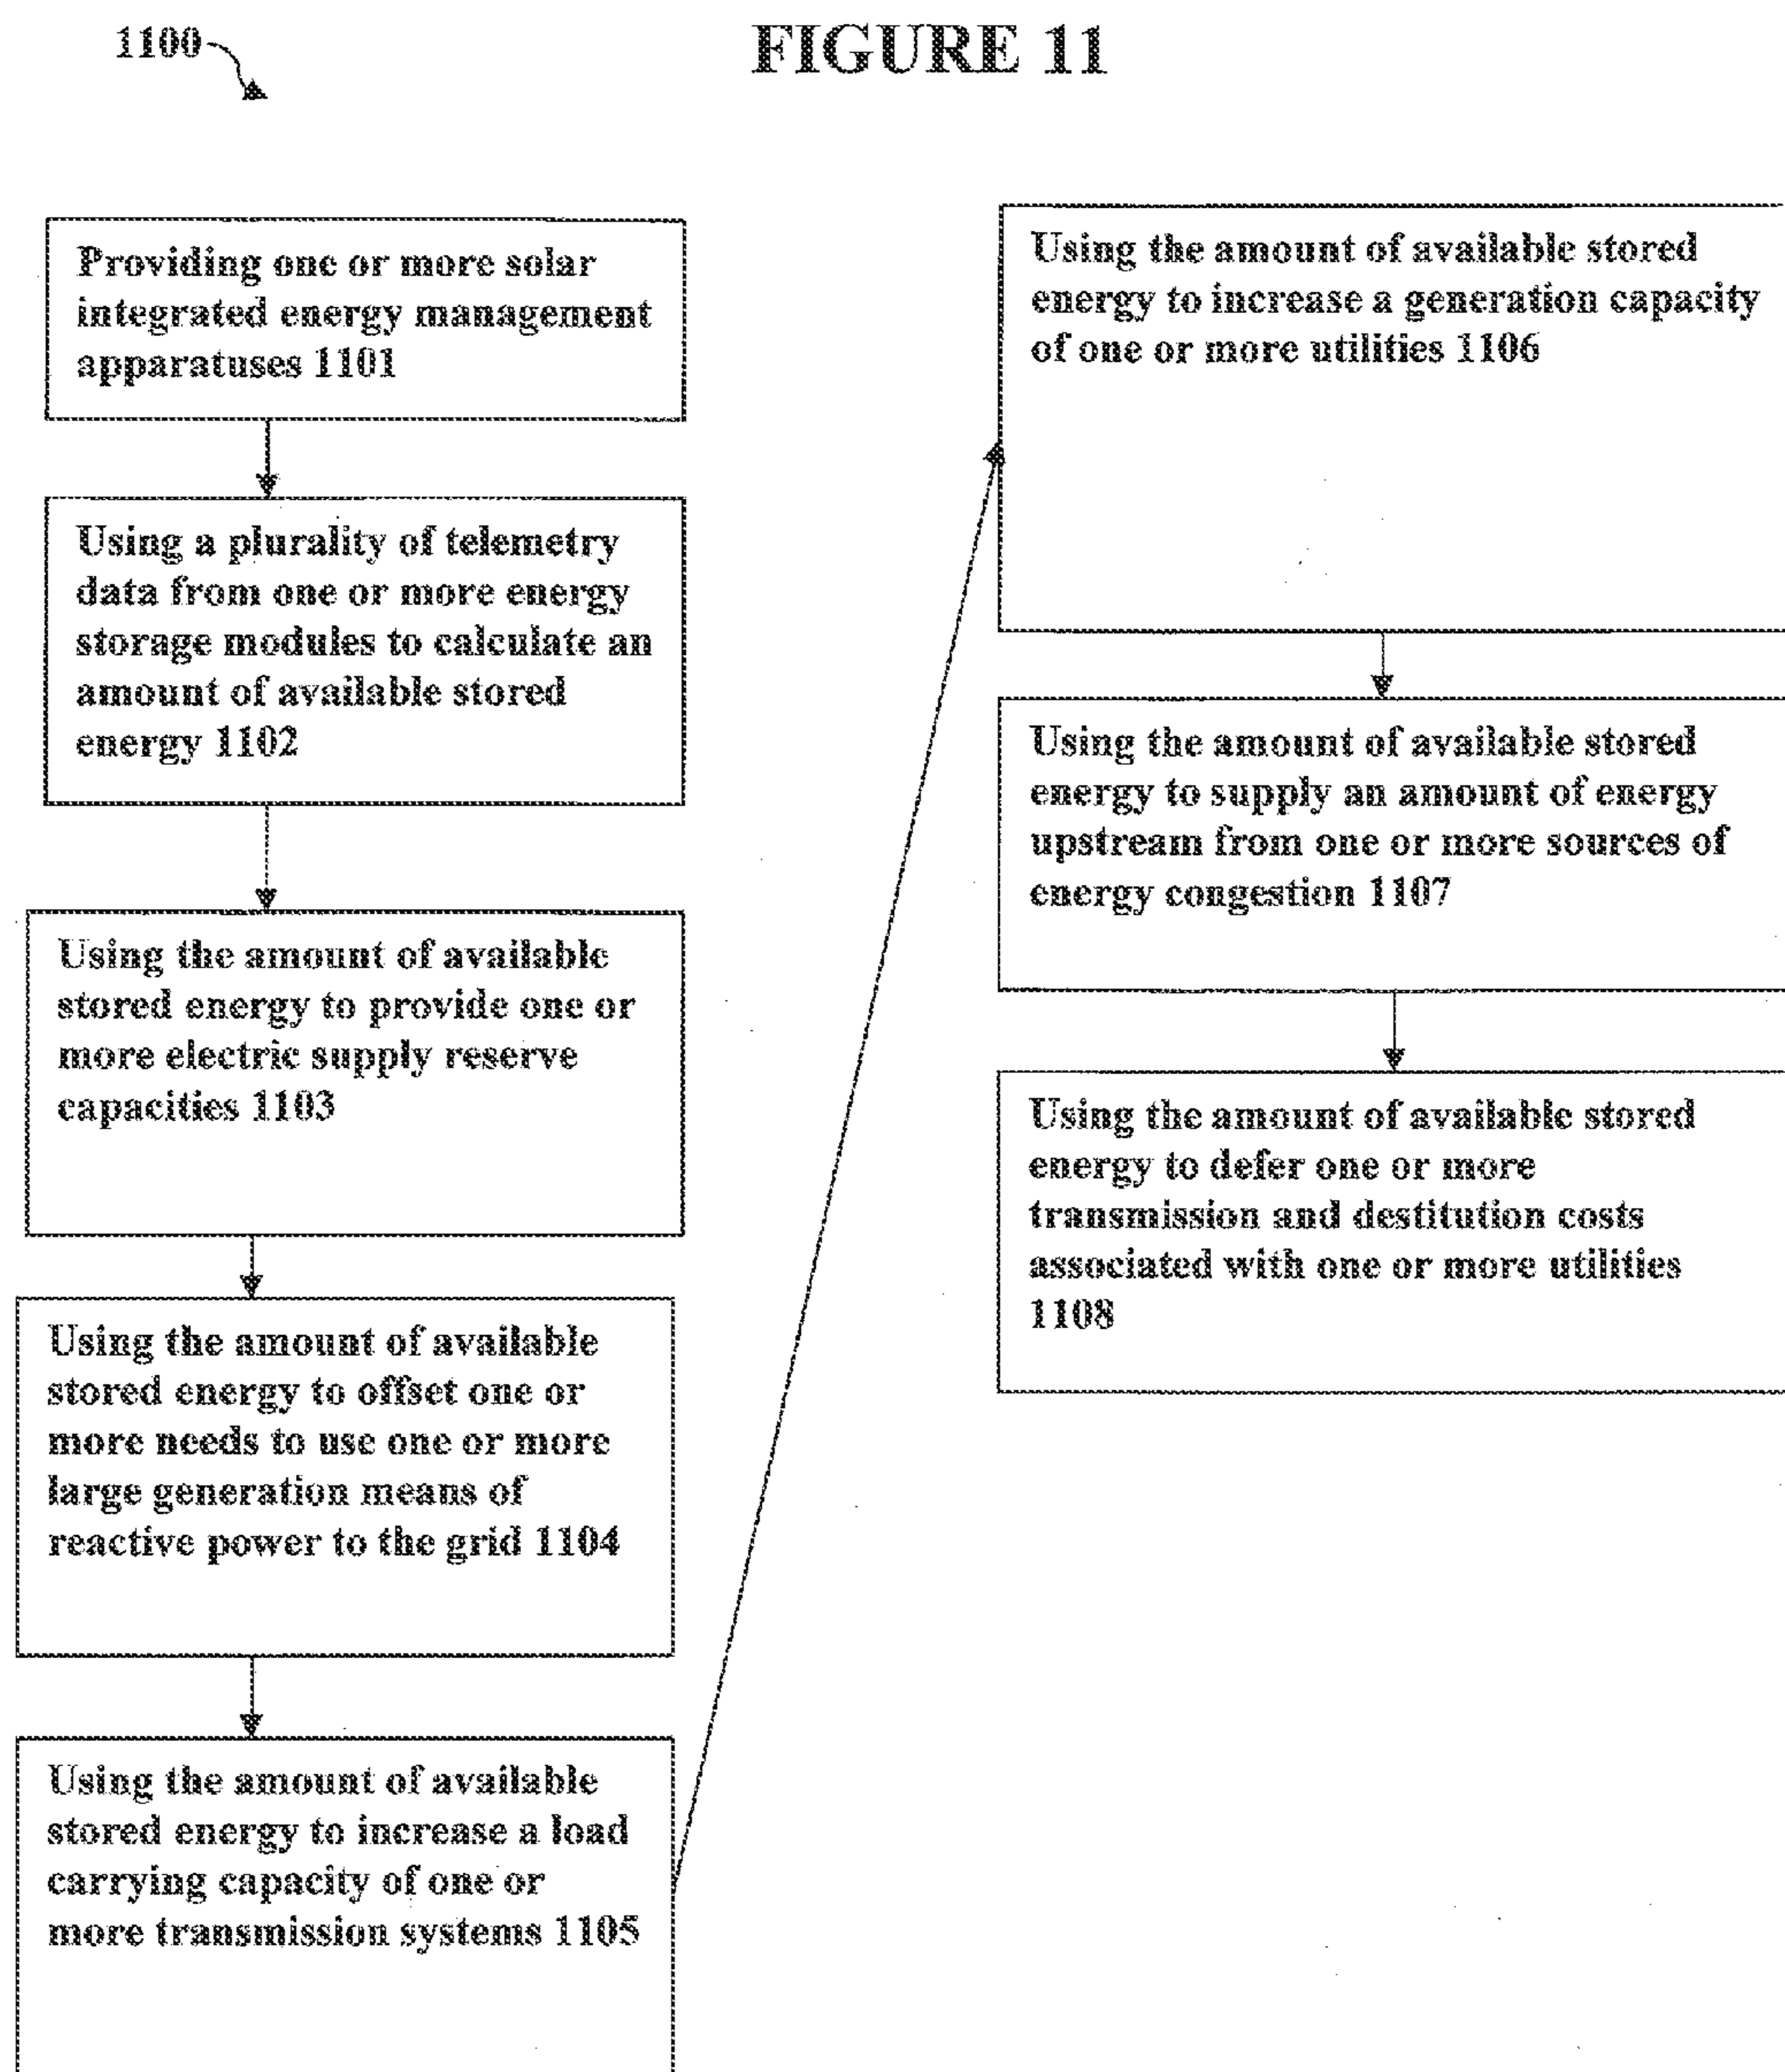 1100
FIGURE 11
Providing one or more solar
integrated energy management
apparatuses 1101
Using a plurality of telemetry
data from one or more energy
storage modules to calculate an
amount of available stored
energy 1102
Using the amount of available
stored energy to provide one or
more electric supply reserve
capacities 1103
Using the amount of available
stored energy to offset one or
more needs to use one or more
large generation means of
reactive power to the grid 1104
Using the amount of available
stored energy to increase a load
carrying capacity of one or
more transmission systems 1105
Using the amount of available stored
energy to increase a generation capacity
of one or more utilities 1106
Using the amount of available stored
energy to supply an amount of energy
upstream from one or more sources of
energy congestion 1107
Using the amount of available stored
energy to defer one or more
transmission and destitution costs
associated with one or more utilities
1108